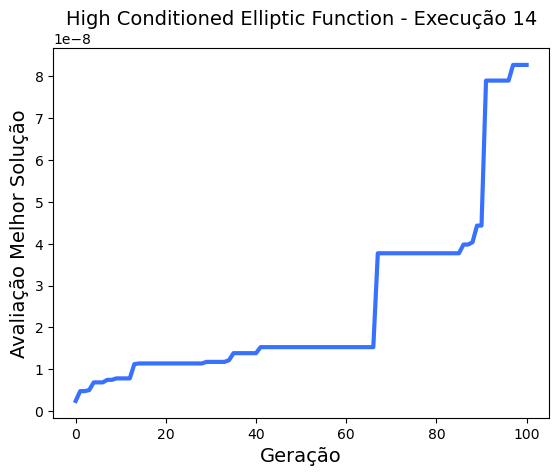 High Conditioned Elliptic Function - Execução 14
1e−8
8
7
6
5
4
3
2
1
0
Avaliação Melhor Solução
0 20 40 60 80 100
Geração